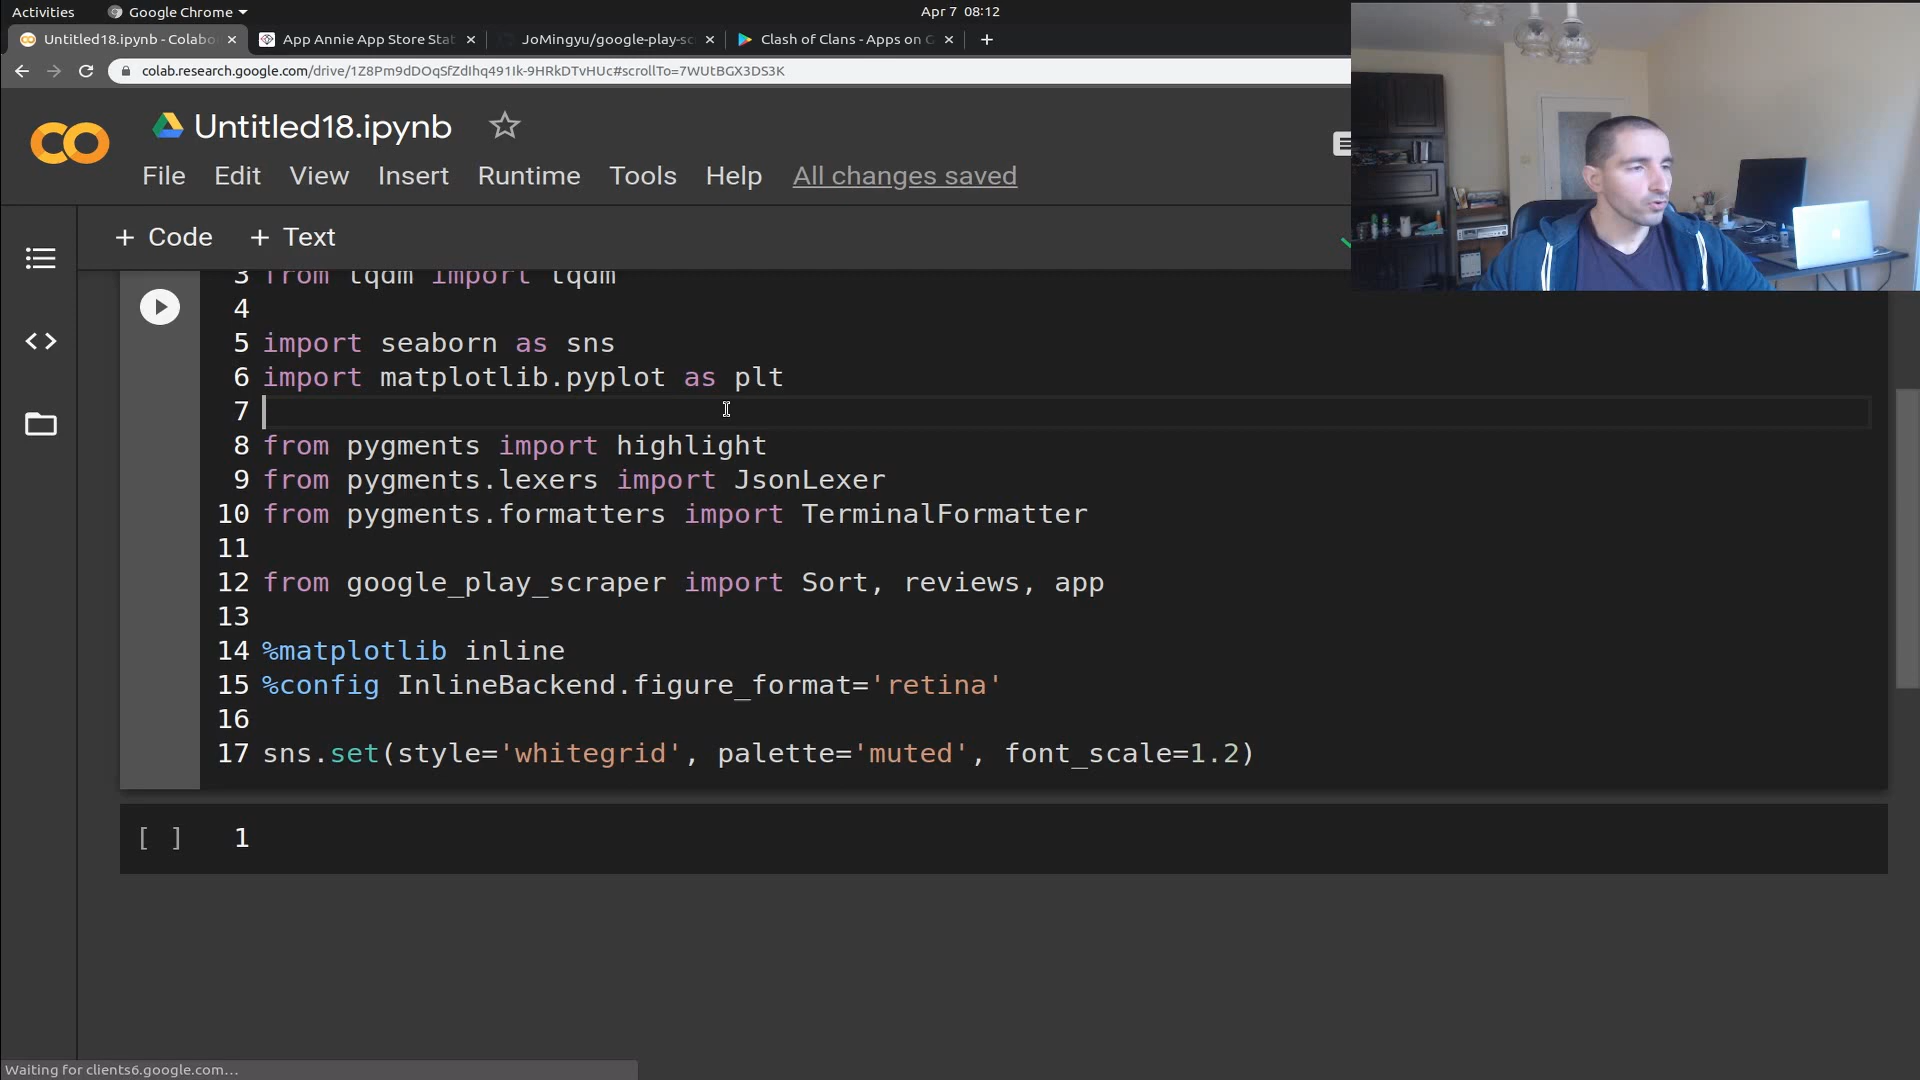 Activities
Google Chrome
Apr 7 08:12
Untitled18.ipynb - Colabo
App Annie App Store Stat
JoMingyu/google-play-sc
Clash of Clans - Apps on G
colab.research.google.com/drive/1Z8Pm9dDOqSfZdIhq491Ik-9HRkDTvHUc#scrollTo=7WUtBGX3DS3K
Untitled18.ipynb
File Edit View Insert Runtime Tools Help All changes saved
+ Code + Text
3 from tqdm import tqdm
4
5 import seaborn as sns
6 import matplotlib.pyplot as plt
7
8 from pygments import highlight
9 from pygments.lexers import JsonLexer
10 from pygments.formatters import TerminalFormatter
11
12 from google_play_scraper import Sort, reviews, app
13
14 %matplotlib inline
15 %config InlineBackend.figure_format='retina'
16
17 sns.set(style='whitegrid', palette='muted', font_scale=1.2)
[ ] 1
Waiting for clients6.google.com…